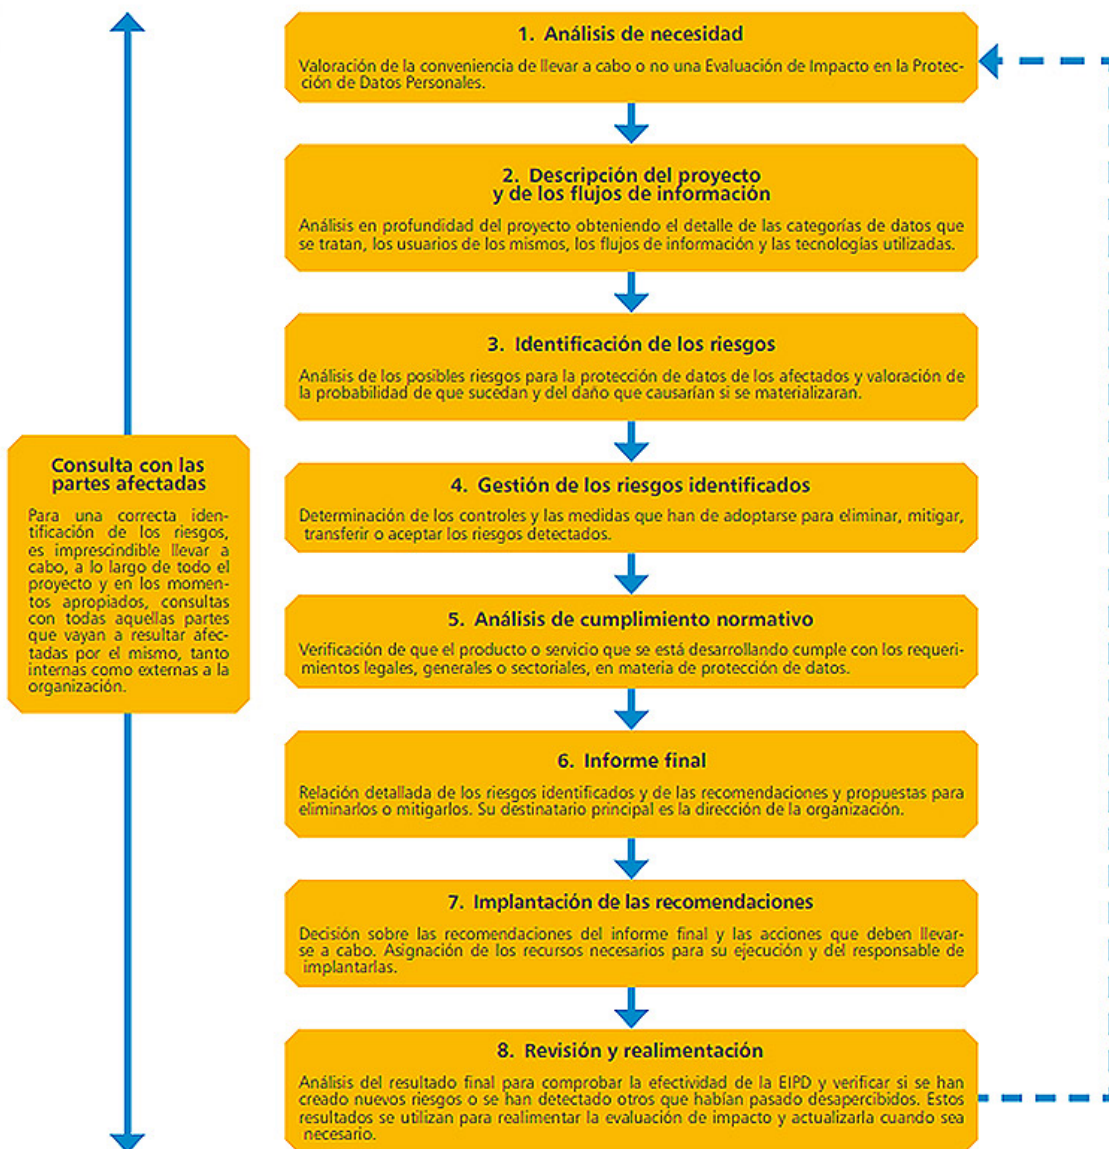 1. Análisis de necesidad
Valoración de la conveniencia de llevar a cabo o no una Evaluación de Impacto en la Protec-
ción de Datos Personales.
2. Descripción del proyecto
y de los flujos de información
Análisis en profundidad del proyecto obteniendo el detalle de las categorías de datos que
se tratan, los usuarios de los mismos, los flujos de información y las tecnologías utilizadas.
3. Identificación de los riesgos
Análisis de los posibles riesgos para la protección de datos de los afectados y valoración de
la probabilidad de que sucedan y del daño que causarían si se materializaran.
Consulta con las
partes afectadas
Para una correcta iden-
tificación de los riesgos,
es imprescindible llevar a
cabo, a lo largo de todo el
proyecto y en los momen-
tos apropiados, consultas
con todas aquellas partes
que vayan a resultar afec-
tadas por el mismo, tanto
internas como externas a la
organización.
4. Gestión de los riesgos identificados
Determinación de los controles y las medidas que han de adoptarse para eliminar, mitigar,
transferir o aceptar los riesgos detectados.
5. Análisis de cumplimiento normativo
Verificación de que el producto o servicio que se está desarrollando cumple con los requeri-
mientos legales, generales o sectoriales, en materia de protección de datos.
6. Informe final
Relación detallada de los riesgos identificados y de las recomendaciones y propuestas para
eliminarlos o mitigarlos. Su destinatario principal es la dirección de la organización.
7. Implantación de las recomendaciones
Decisión sobre las recomendaciones del informe final y las acciones que deben llevar-
se a cabo. Asignación de los recursos necesarios para su ejecución y del responsable de
implantarlas.
8. Revisión y realimentación
Análisis del resultado final para comprobar la efectividad de la EIPD y verificar si se han
creado nuevos riesgos o se han detectado otros que habían pasado desapercibidos. Estos
resultados se utilizan para realimentar la evaluación de impacto y actualizarla cuando sea
necesario.